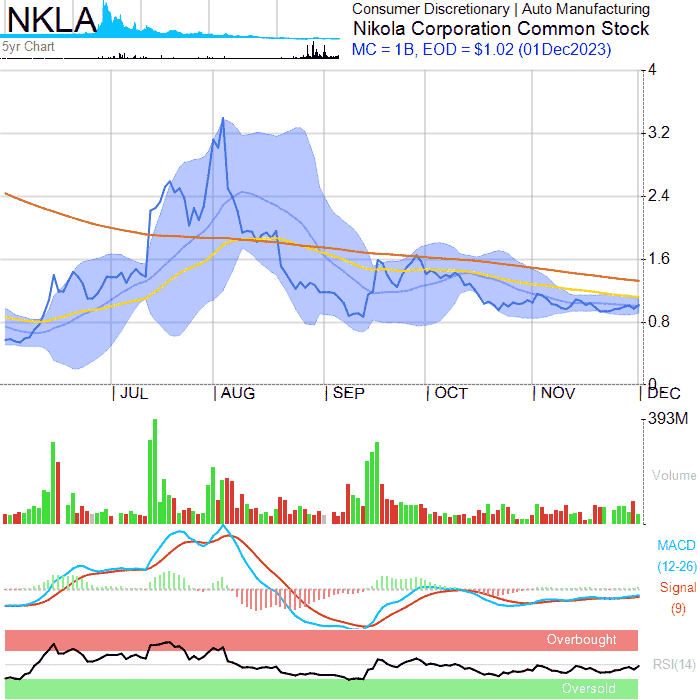 NKLA
5yr Chart
Consumer Discretionary | Auto Manufacturing
Nikola Corporation Common Stock
MC = 1B, EOD = $1.02 (01Dec2023)
4
3.2
2.4
1.6
0.8
0
JUL
AUG
SEP
OCT
NOV
DEC
393M
Volume
MACD
(12-26)
Signal
(9)
Overbought
RSI(14)
Oversold